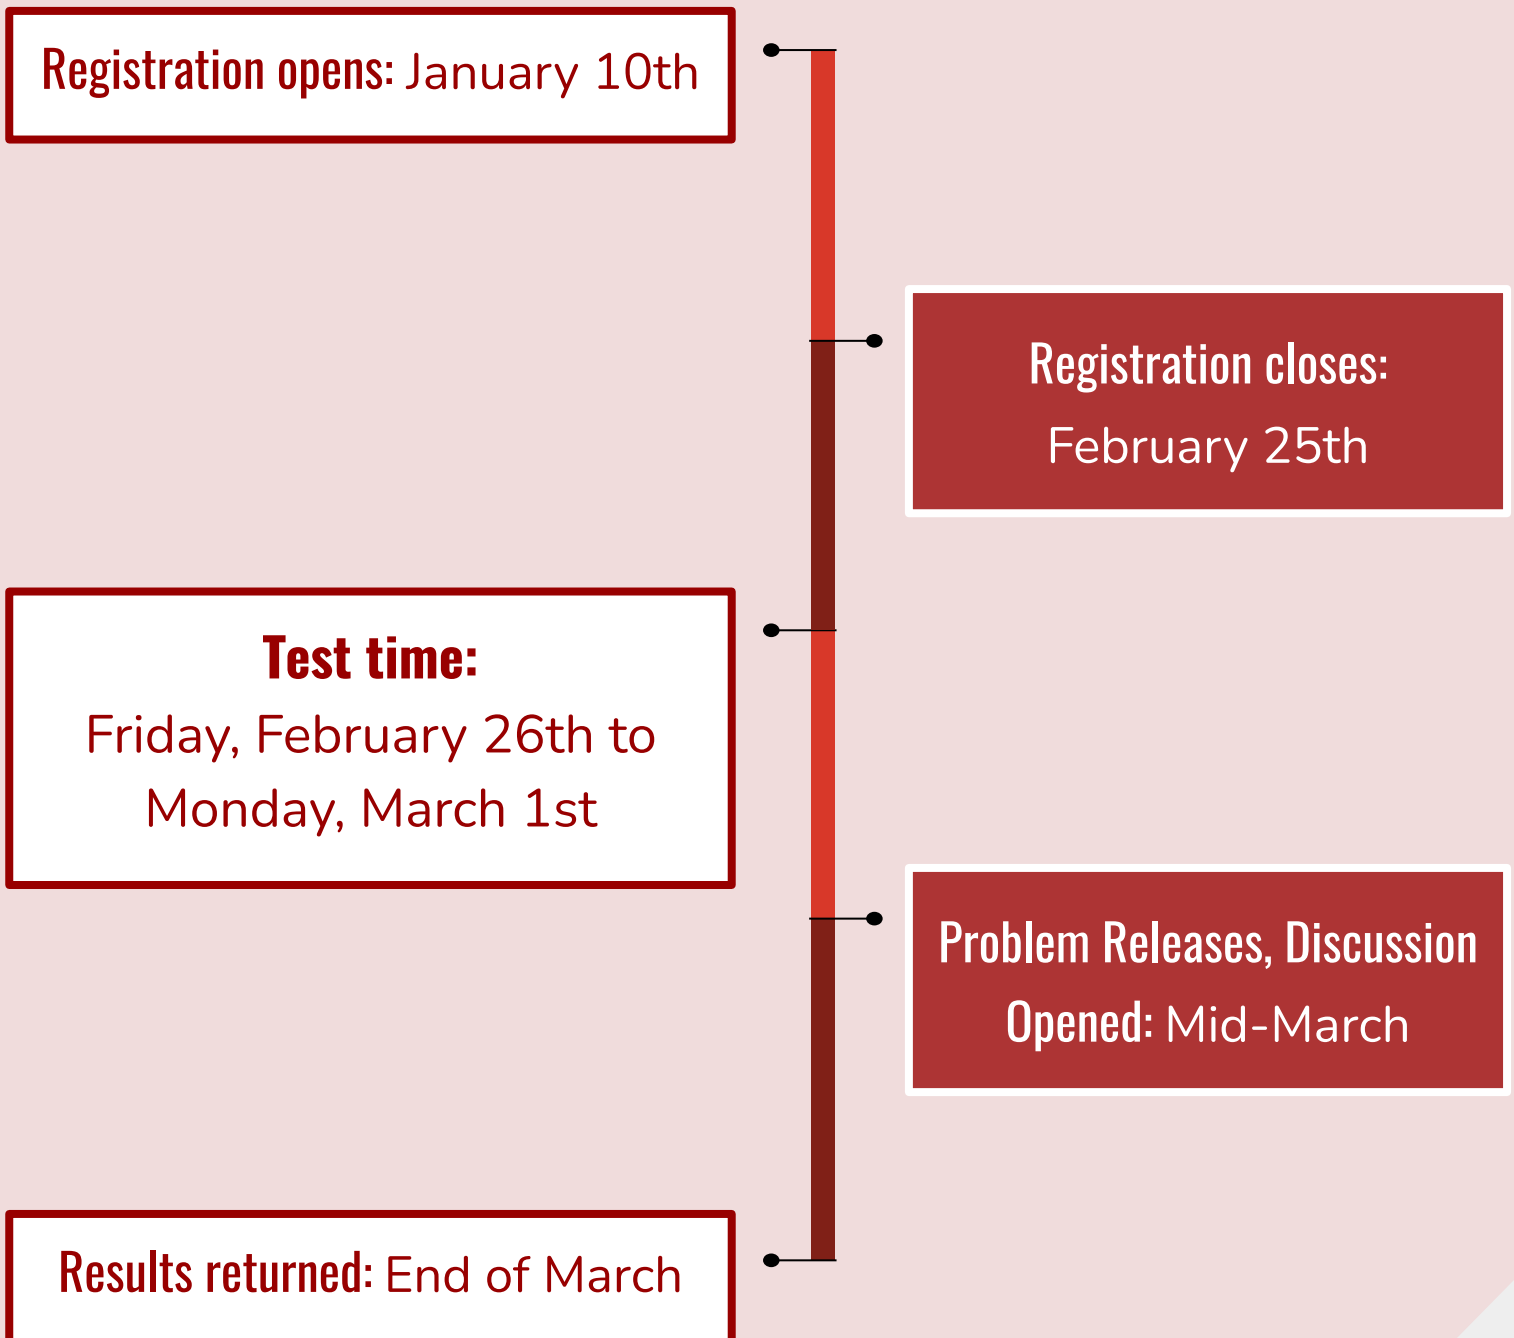 Registration opens: January 10th
Registration closes:
February 25th
Test time:
Friday, February 26th to
Monday, March 1st
Problem Releases, Discussion
Opened: Mid-March
Results returned: End of March